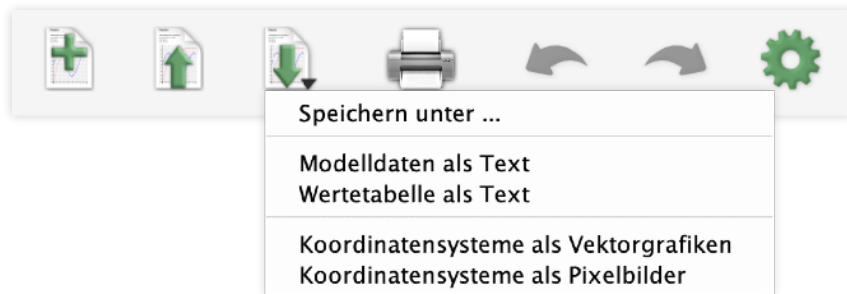 Speichern unter ...
Modelldaten als Text
Wertetabelle als Text
Koordinatensysteme als Vektorgrafiken
Koordinatensysteme als Pixelbilder